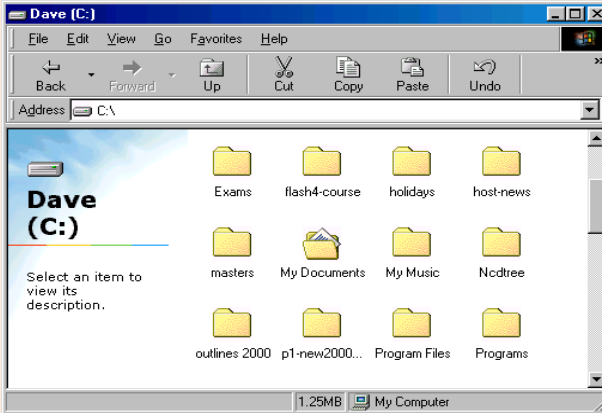 Dave (C:)
File Edit View Go Favorites Help
Back Forward Up Cut Copy Paste Undo »
Address C:\
Dave
(C:)
Select an item to
view its
description.
Exams flash4-course holidays host-news
masters My Documents My Music Ncdtree
outlines 2000 p1-new2000... Program Files Programs
1.25MB My Computer